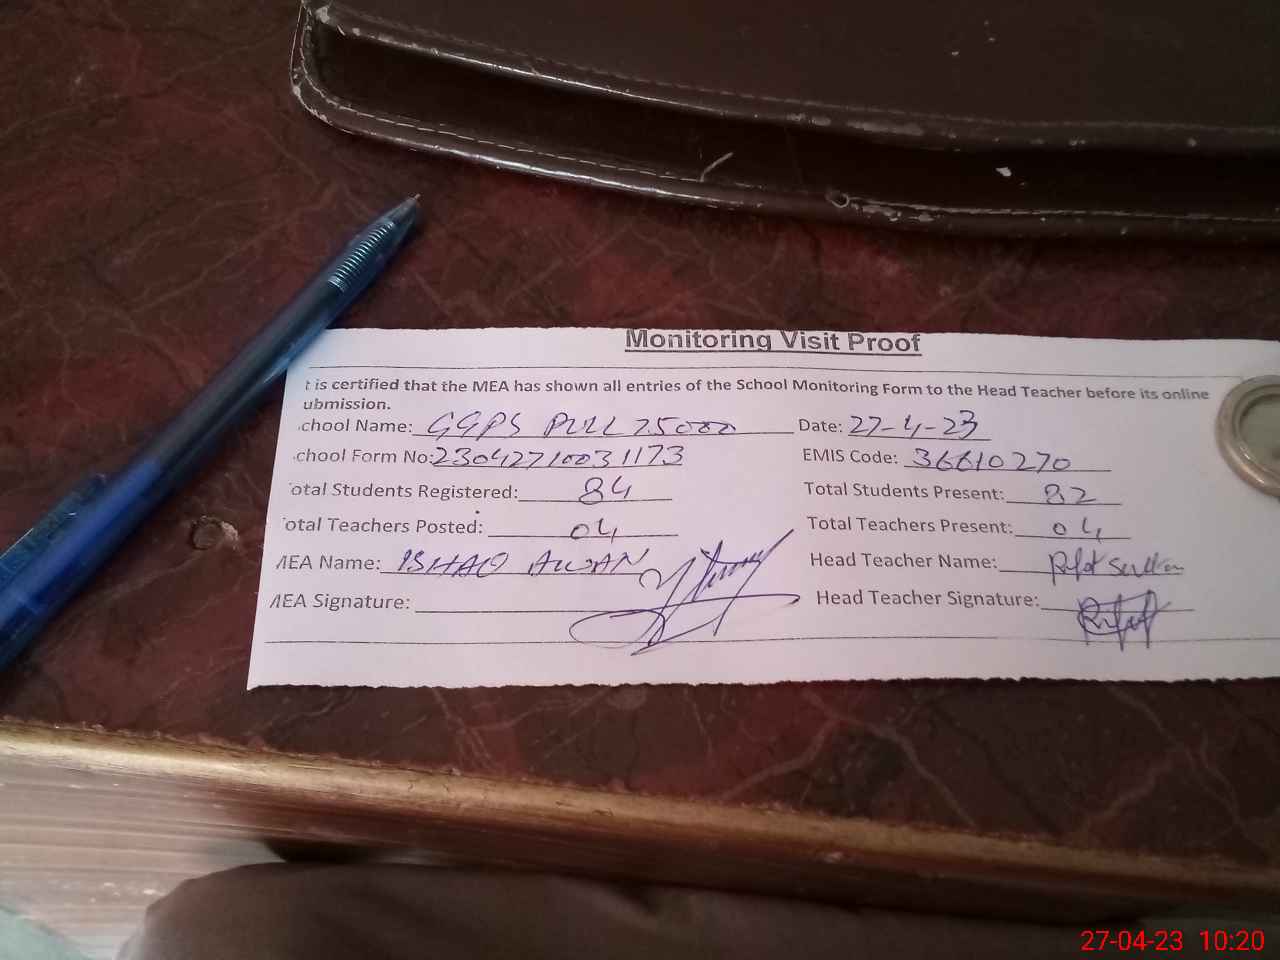 Monitoring Visit Proof
t is certified that the MEA has shown all entries of the School Monitoring Form to the Head Teacher before its online
ubmission.
chool Name: GGPS PULL 25000 Date: 27-4-23
chool Form No: 23042710031173 EMIS Code: 36610270
otal Students Registered: 84 Total Students Present: 82
otal Teachers Posted: 04 Total Teachers Present: 04
MEA Name: ISHAQ AWAN Head Teacher Name:
MEA Signature: Head Teacher Signature:
27-04-23 10:20